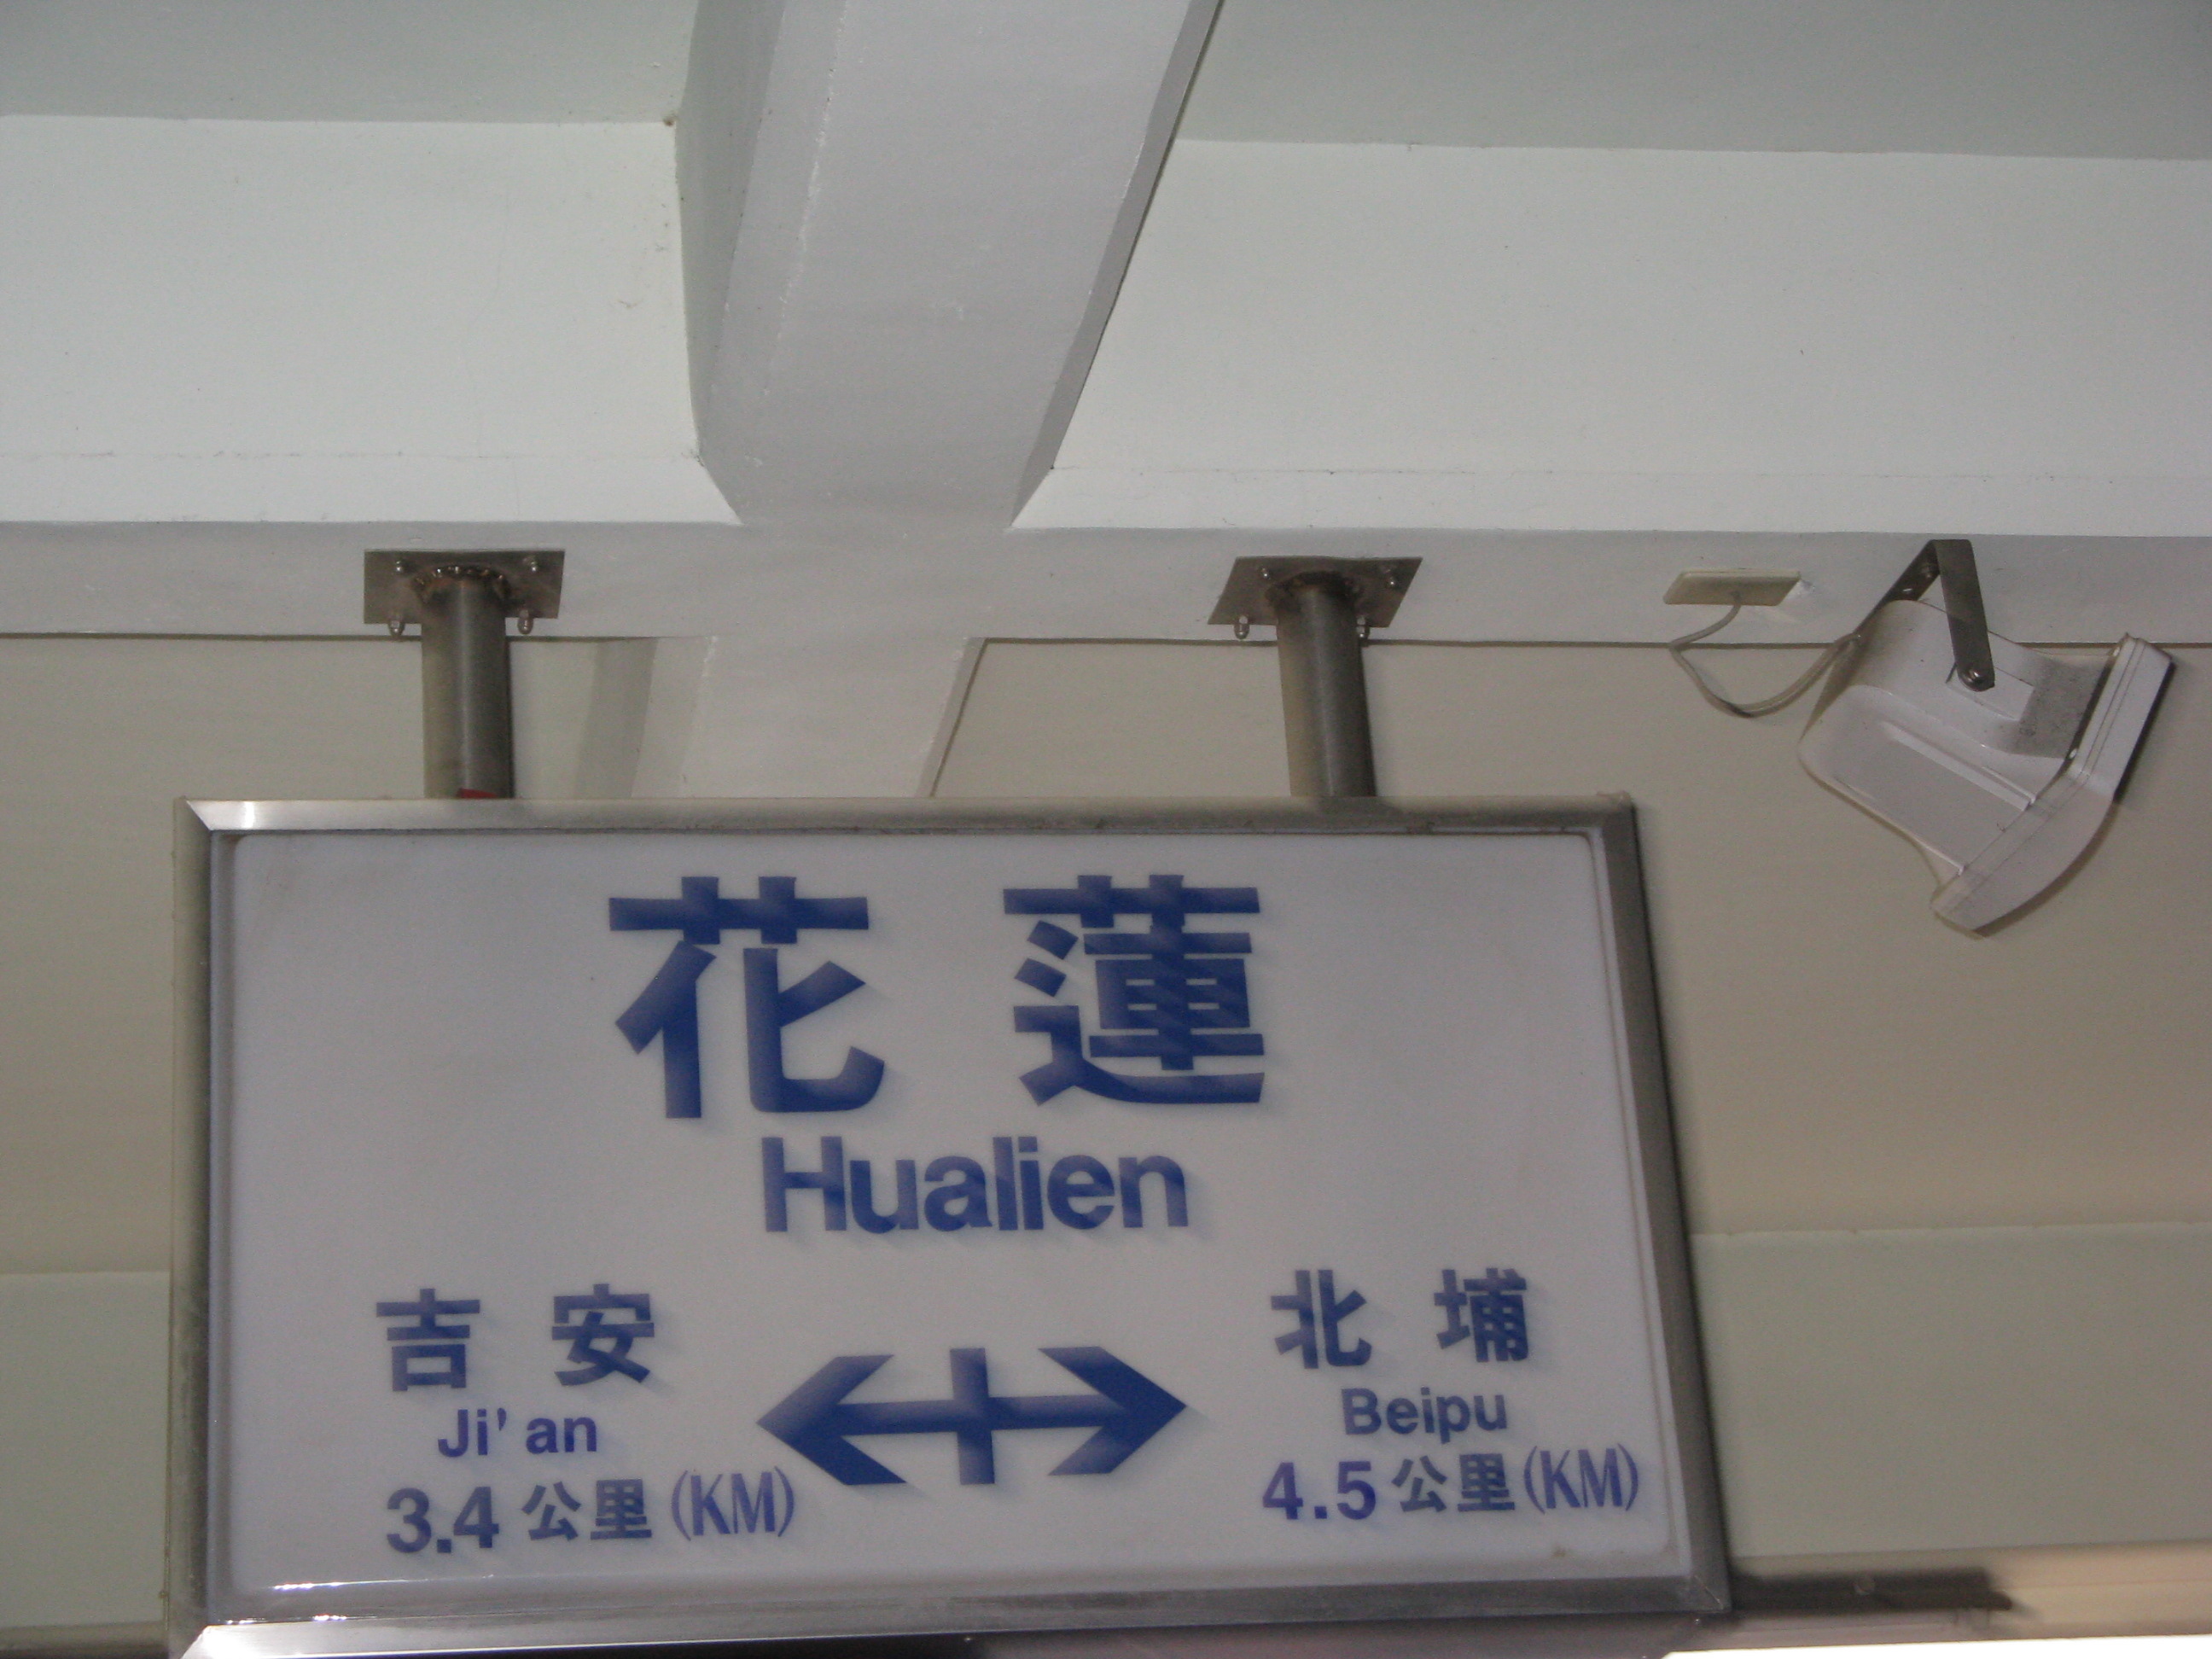 花蓮
Hualien
吉安
Ji' an
3.4公里(KM)
北埔
Beipu
4.5公里(KM)